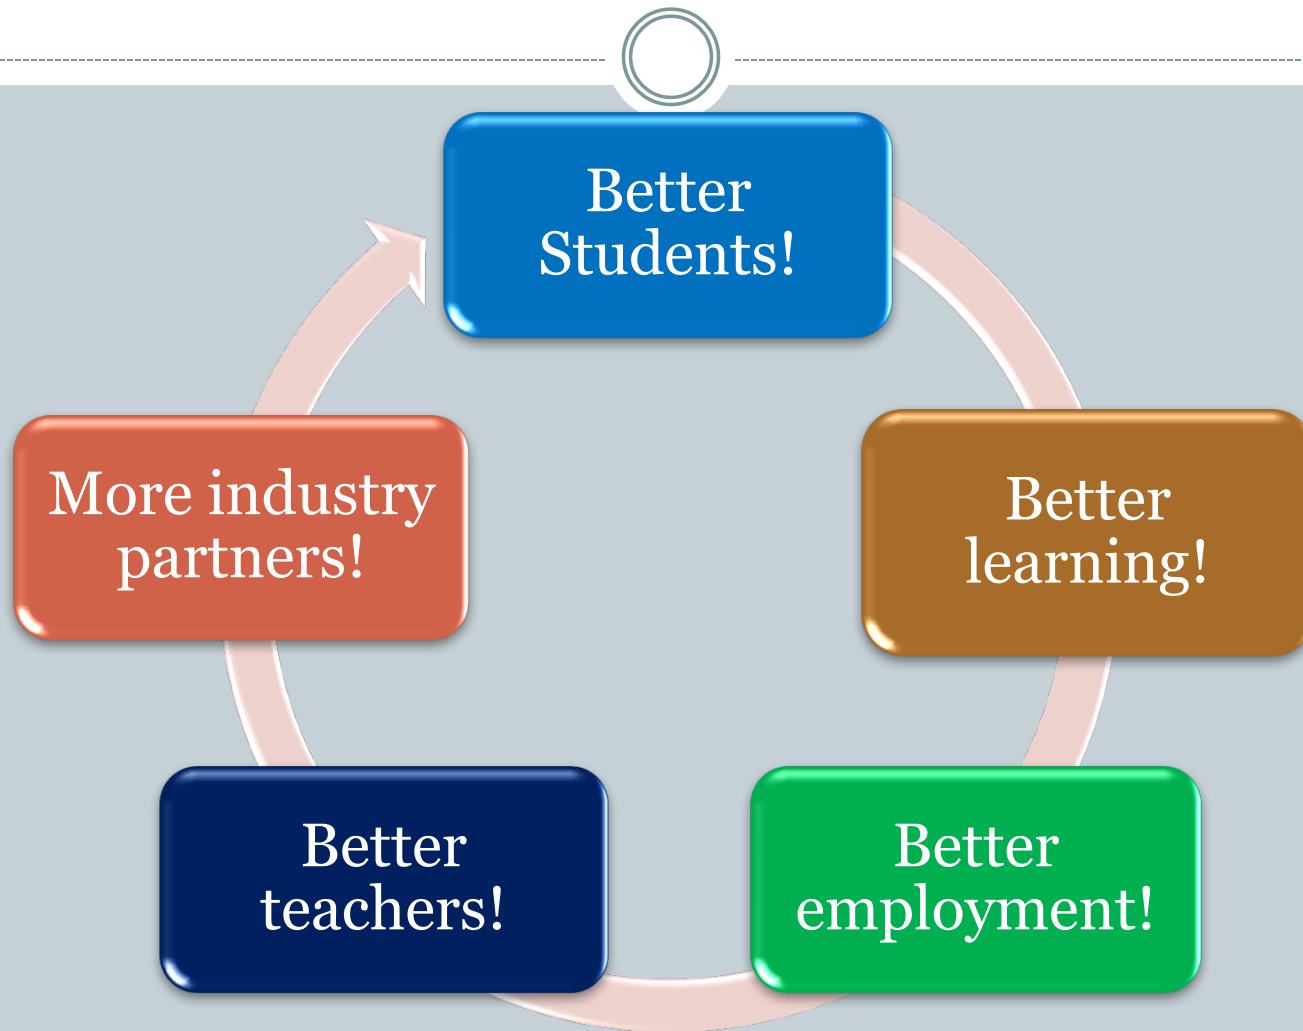 Better
Students!
Better
learning!
Better
employment!
Better
teachers!
More industry
partners!